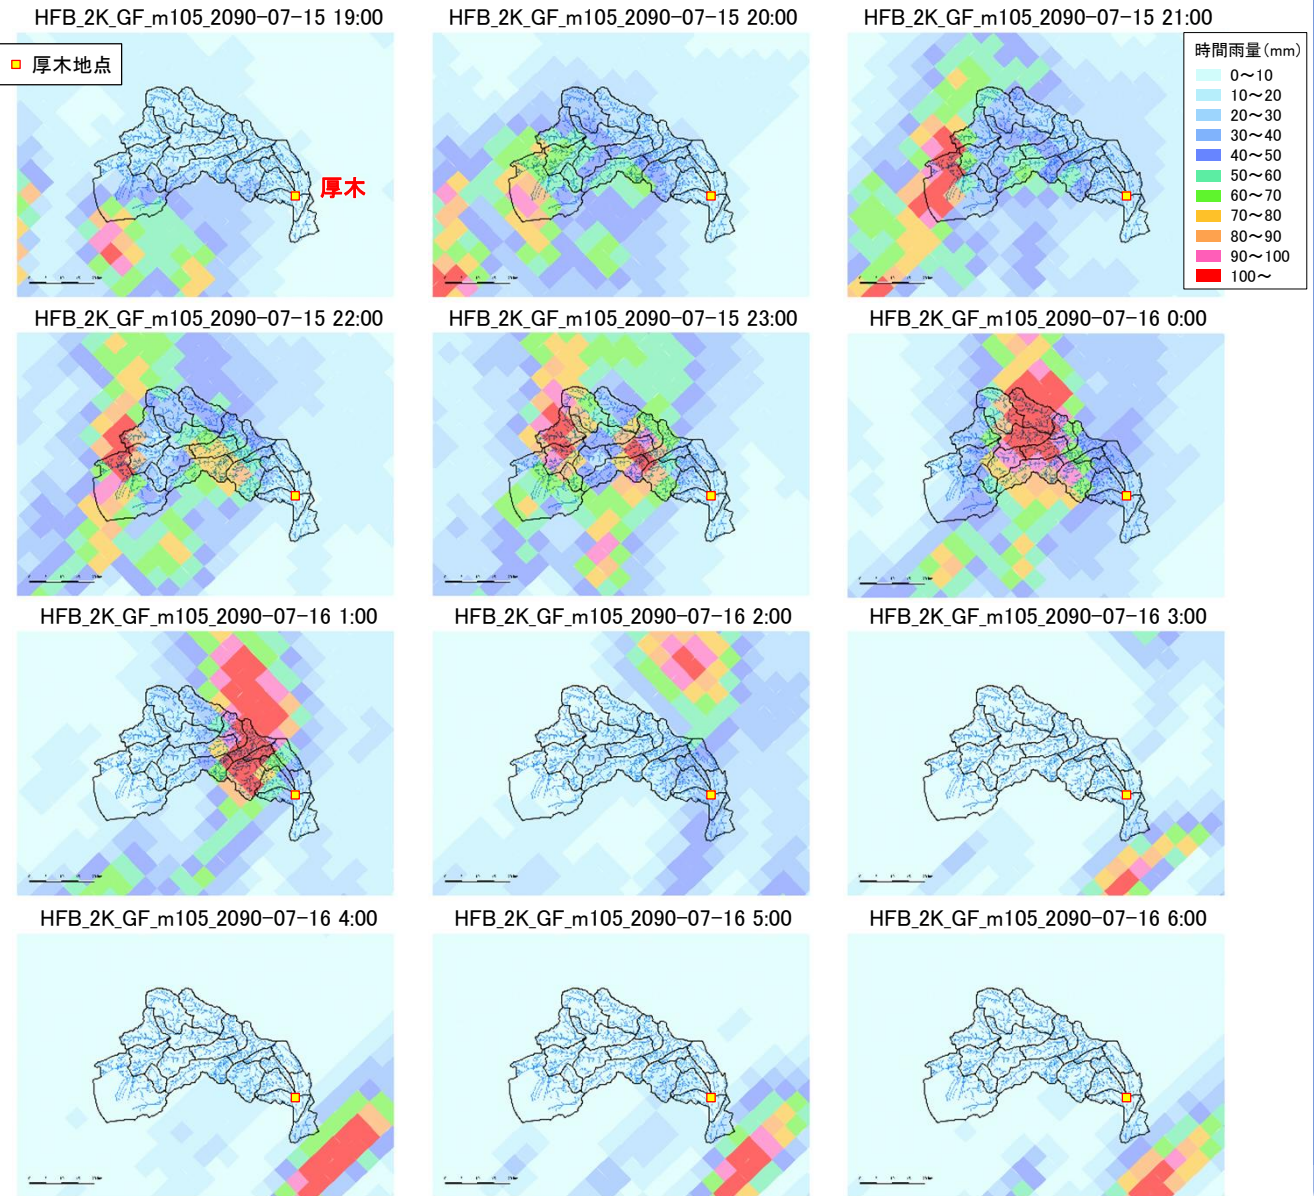 HFB_2K_GF_m105_2090-07-15 19:00
HFB_2K_GF_m105_2090-07-15 20:00
HFB_2K_GF_m105_2090-07-15 21:00
厚木地点
厚木
時間雨量(mm)
0～10
10～20
20～30
30～40
40～50
50～60
60～70
70～80
80～90
90～100
100～
HFB_2K_GF_m105_2090-07-15 22:00
HFB_2K_GF_m105_2090-07-15 23:00
HFB_2K_GF_m105_2090-07-16 0:00
HFB_2K_GF_m105_2090-07-16 1:00
HFB_2K_GF_m105_2090-07-16 2:00
HFB_2K_GF_m105_2090-07-16 3:00
HFB_2K_GF_m105_2090-07-16 4:00
HFB_2K_GF_m105_2090-07-16 5:00
HFB_2K_GF_m105_2090-07-16 6:00